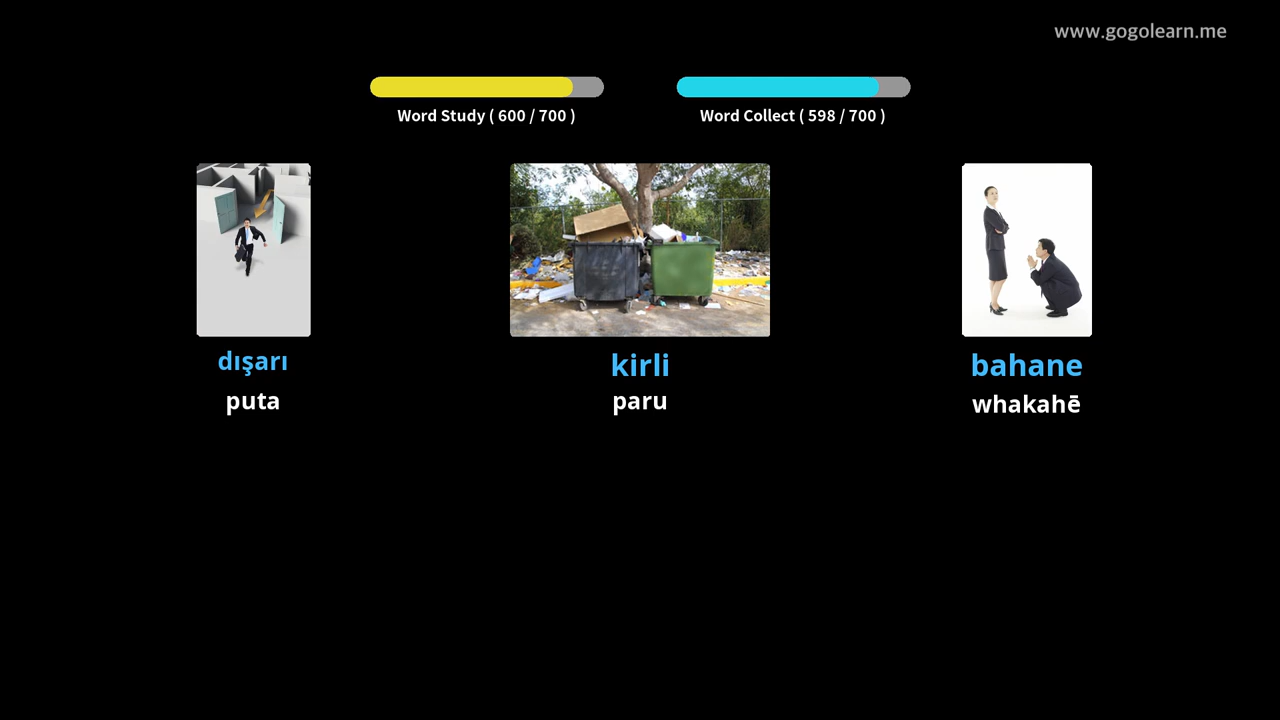 www.gogolearn.me
Word Study ( 600 / 700 )
Word Collect ( 598 / 700 )
dışarı
puta
kirli
paru
bahane
whakahē